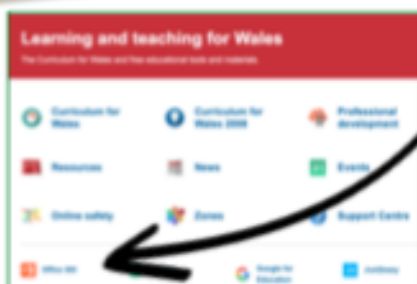 Learning and teaching for Wales
The Curriculum for Wales and free educational tools and materials.
Curriculum for
Wales
Curriculum for
Wales 2008
Professional
development
Resources
News
Events
Online safety
Zones
Support Centre
Office 365
Google for
Education